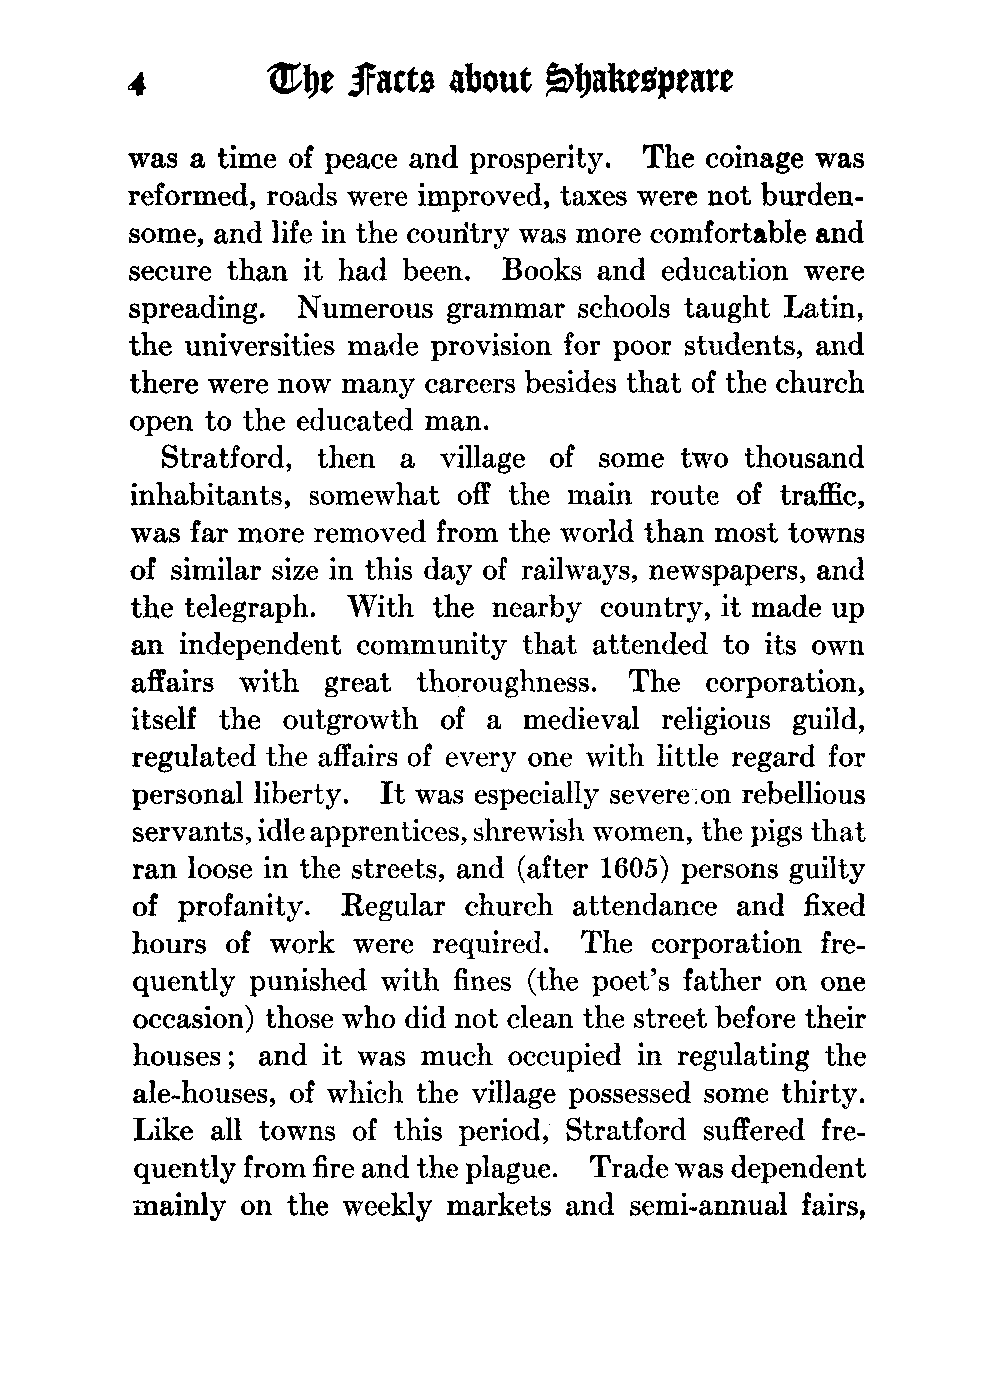 4 The Facts about Shakespeare
was a time of peace and prosperity. The coinage was
reformed, roads were improved, taxes were not burden-
some, and life in the country was more comfortable and
secure than it had been. Books and education were
spreading. Numerous grammar schools taught Latin,
the universities made provision for poor students, and
there were now many careers besides that of the church
open to the educated man.
Stratford, then a village of some two thousand
inhabitants, somewhat off the main route of traffic,
was far more removed from the world than most towns
of similar size in this day of railways, newspapers, and
the telegraph. With the nearby country, it made up
an independent community that attended to its own
affairs with great thoroughness. The corporation,
itself the outgrowth of a medieval religious guild,
regulated the affairs of every one with little regard for
personal liberty. It was especially severe on rebellious
servants, idle apprentices, shrewish women, the pigs that
ran loose in the streets, and (after 1605) persons guilty
of profanity. Regular church attendance and fixed
hours of work were required. The corporation fre-
quently punished with fines (the poet's father on one
occasion) those who did not clean the street before their
houses; and it was much occupied in regulating the
ale-houses, of which the village possessed some thirty.
Like all towns of this period, Stratford suffered fre-
quently from fire and the plague. Trade was dependent
mainly on the weekly markets and semi-annual fairs,